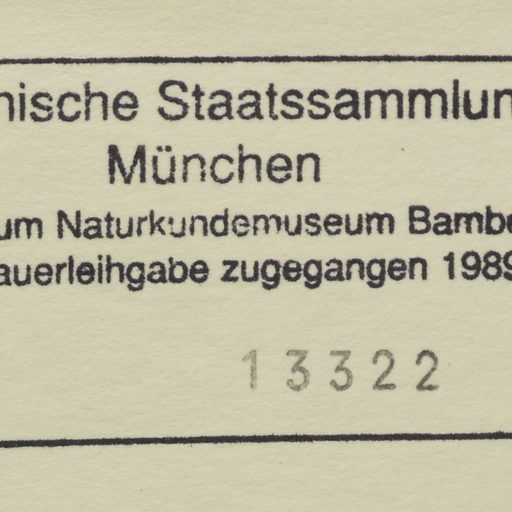 nische Staatssammlun
München
um Naturkundemuseum Bambe
auerleihgabe zugegangen 1989
13322